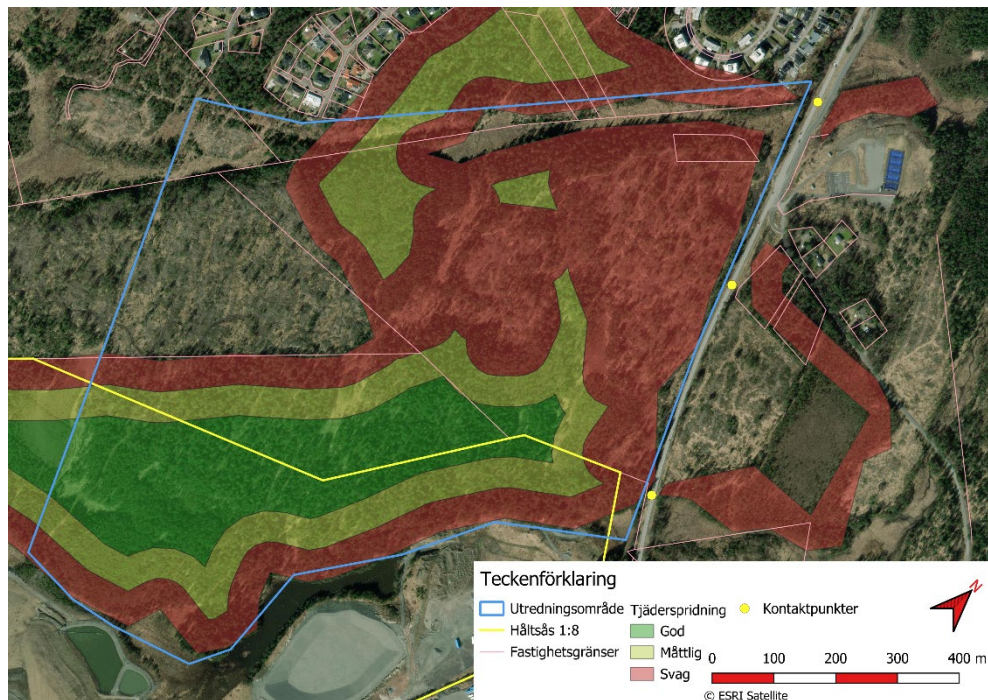 Teckenförklaring
Utredningsområde
Håltsås 1:8
Fastighetsgränser
Tjäderspridning
God
Måttlig
Svag
Kontaktpunkter
N
0 100 200 300 400 m
© ESRI Satellite